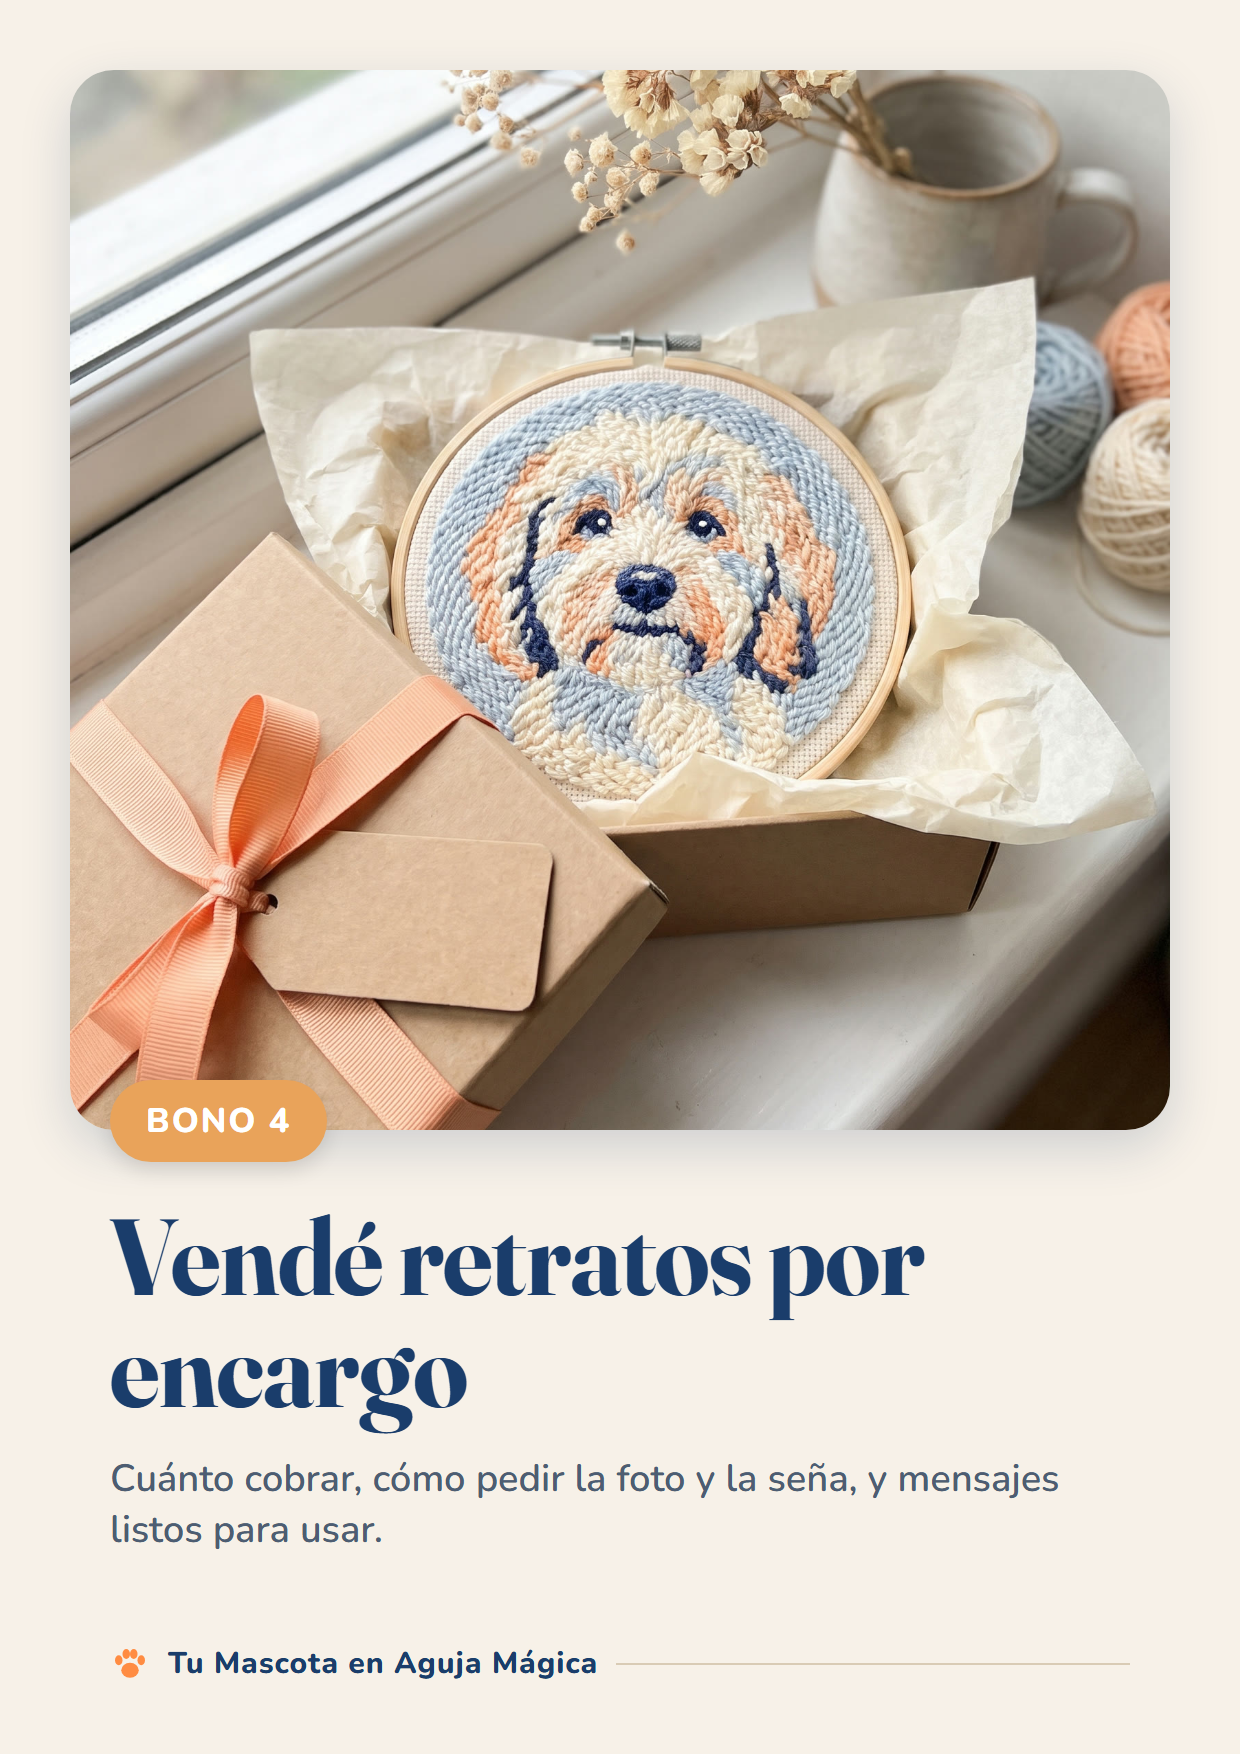 BONO 4
Vendé retratos por
encargo
Cuánto cobrar, cómo pedir la foto y la seña, y mensajes
listos para usar.
Tu Mascota en Aguja Mágica